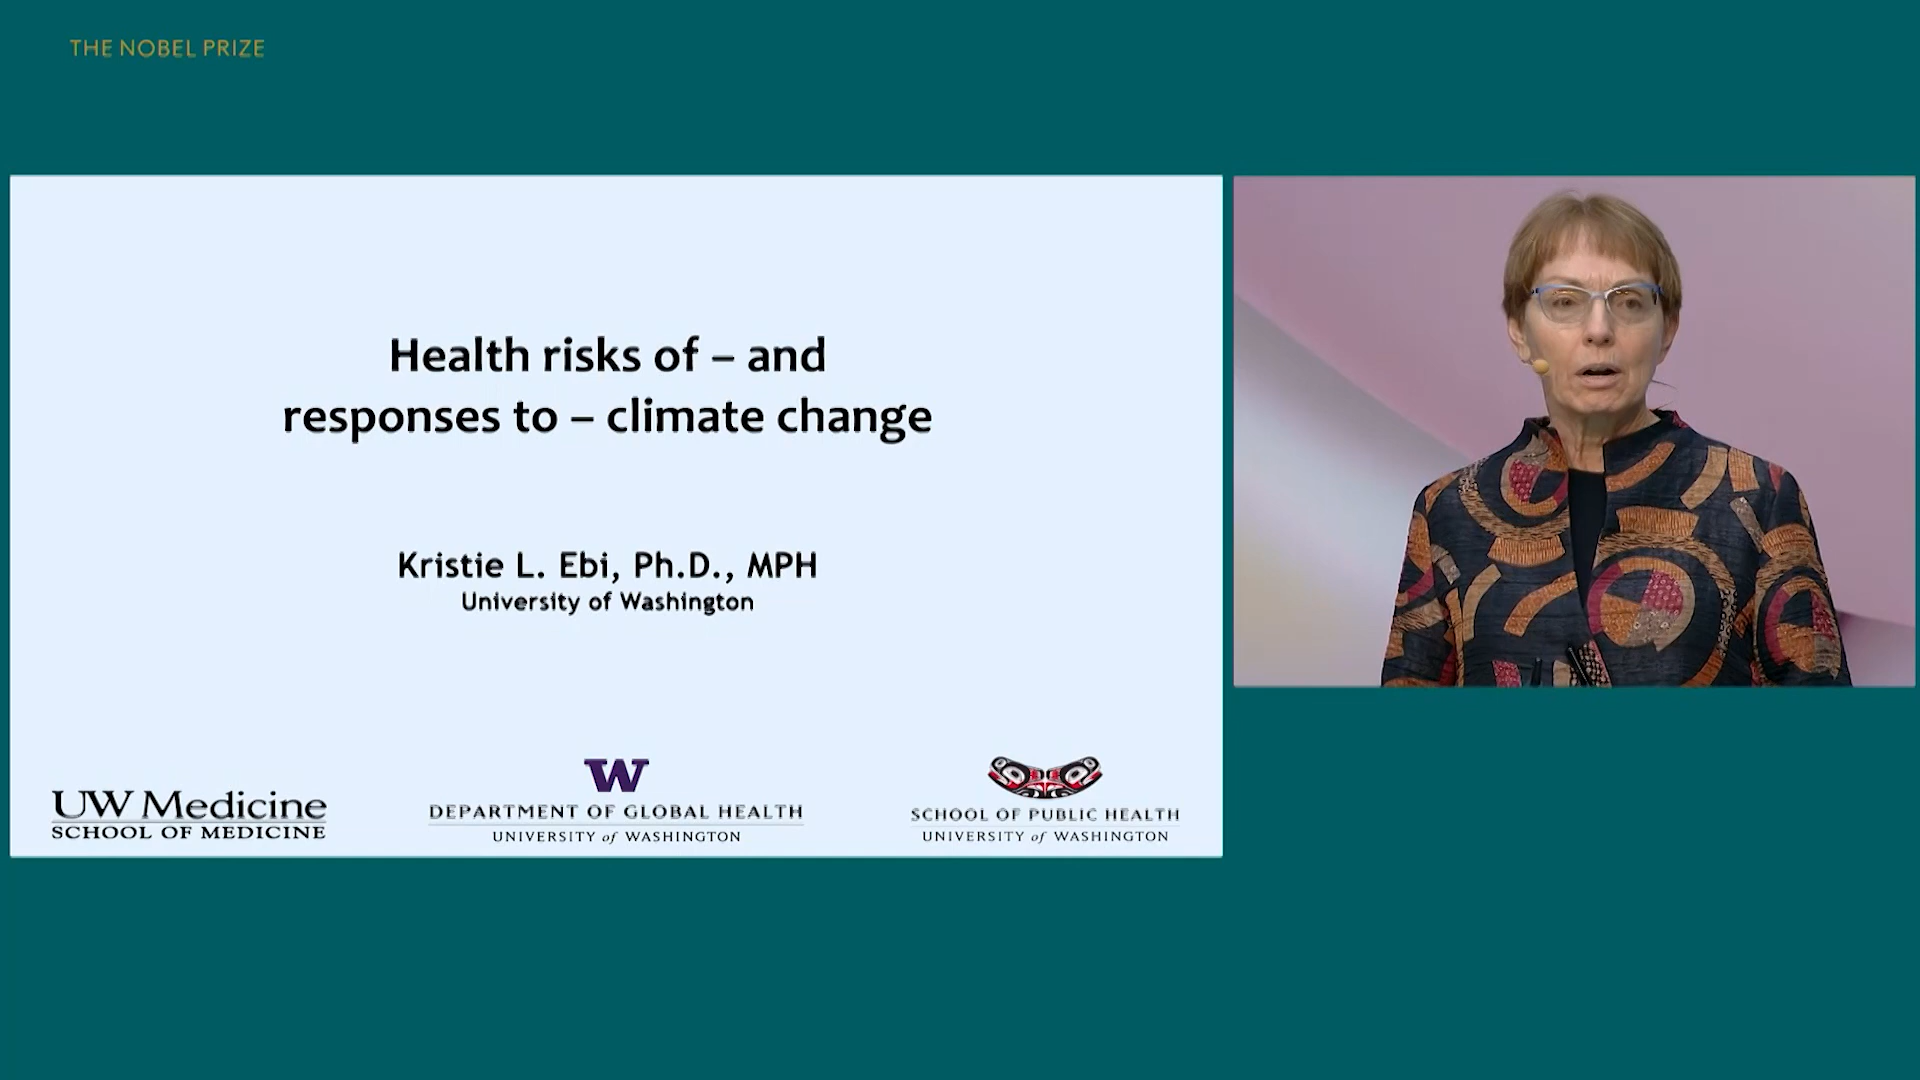 THE NOBEL PRIZE
Health risks of – and
responses to – climate change
Kristie L. Ebi, Ph.D., MPH
University of Washington
UW Medicine
SCHOOL OF MEDICINE
W
DEPARTMENT OF GLOBAL HEALTH
UNIVERSITY of WASHINGTON
SCHOOL OF PUBLIC HEALTH
UNIVERSITY of WASHINGTON